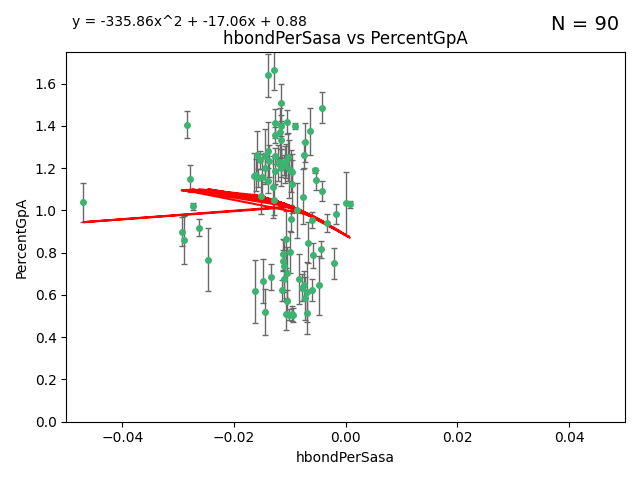 y = -335.86x^2 + -17.06x + 0.88
N = 90
hbondPerSasa vs PercentGpA
PercentGpA
1.6
1.4
1.2
1.0
0.8
0.6
0.4
0.2
0.0
−0.04 −0.02 0.00 0.02 0.04
hbondPerSasa